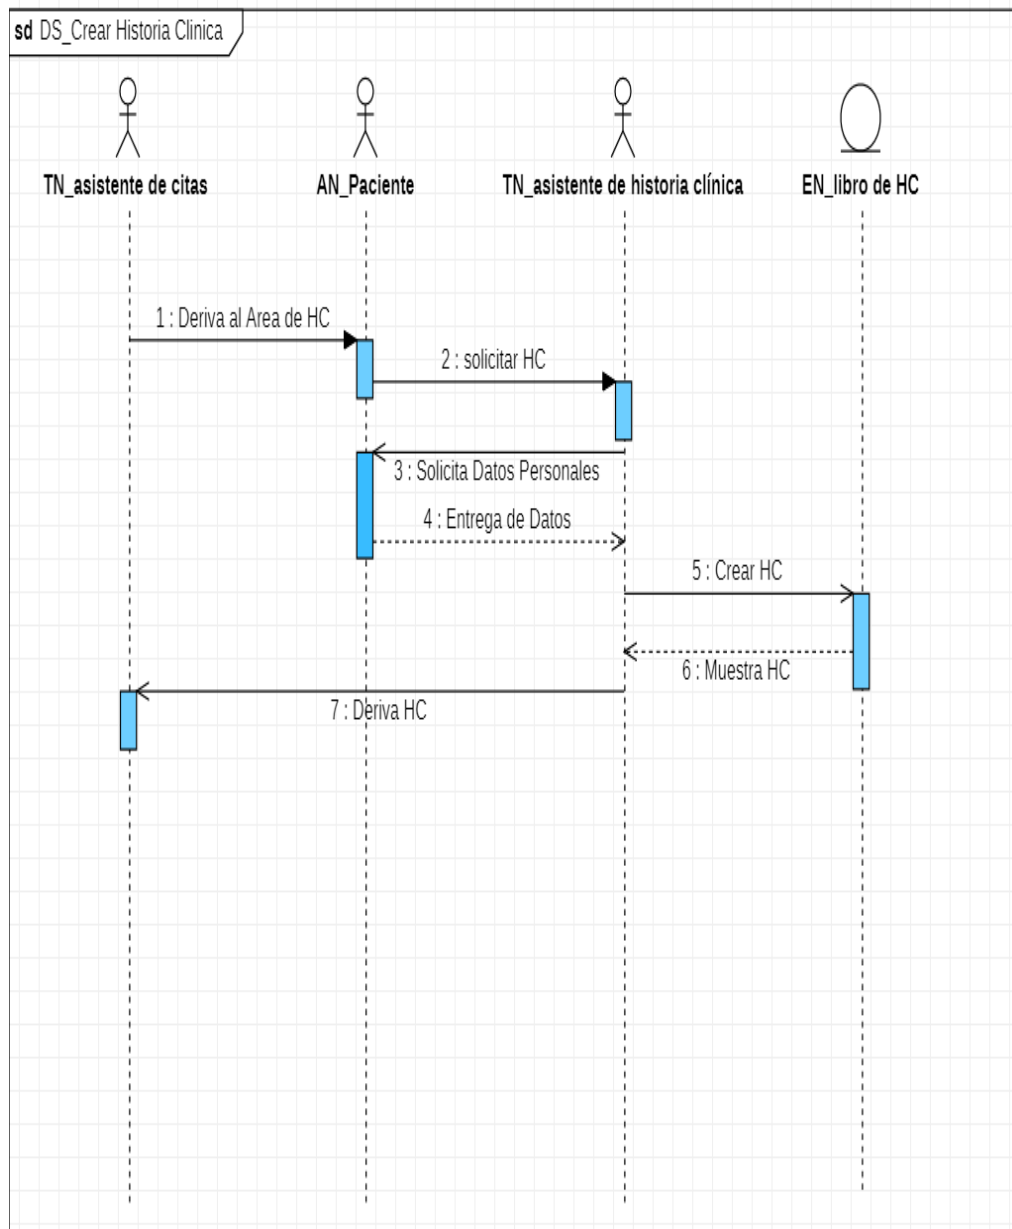 sd DS_Crear Historia Clinica
TN_asistente de citas
AN_Paciente
TN_asistente de historia clínica
EN_libro de HC
1 : Deriva al Area de HC
2 : solicitar HC
3 : Solicita Datos Personales
4 : Entrega de Datos
5 : Crear HC
6 : Muestra HC
7 : Deriva HC